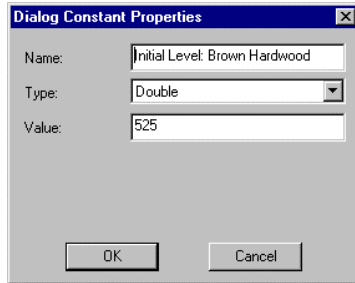 Dialog Constant Properties
Name: Initial Level: Brown Hardwood
Type: Double
Value: 525
OK Cancel